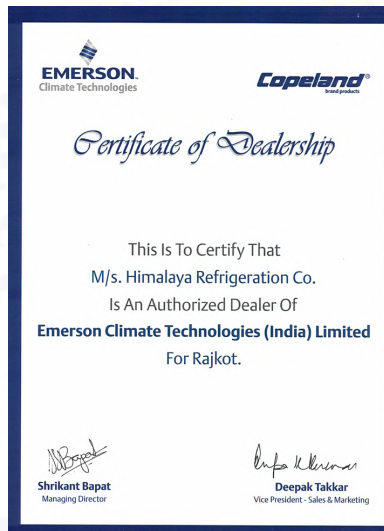 EMERSON™
Climate Technologies
Copeland®
brand products
Certificate of Dealership
This Is To Certify That
M/s. Himalaya Refrigeration Co.
Is An Authorized Dealer Of
Emerson Climate Technologies (India) Limited
For Rajkot.
Shrikant Bapat
Managing Director
Deepak Takkar
Vice President - Sales & Marketing